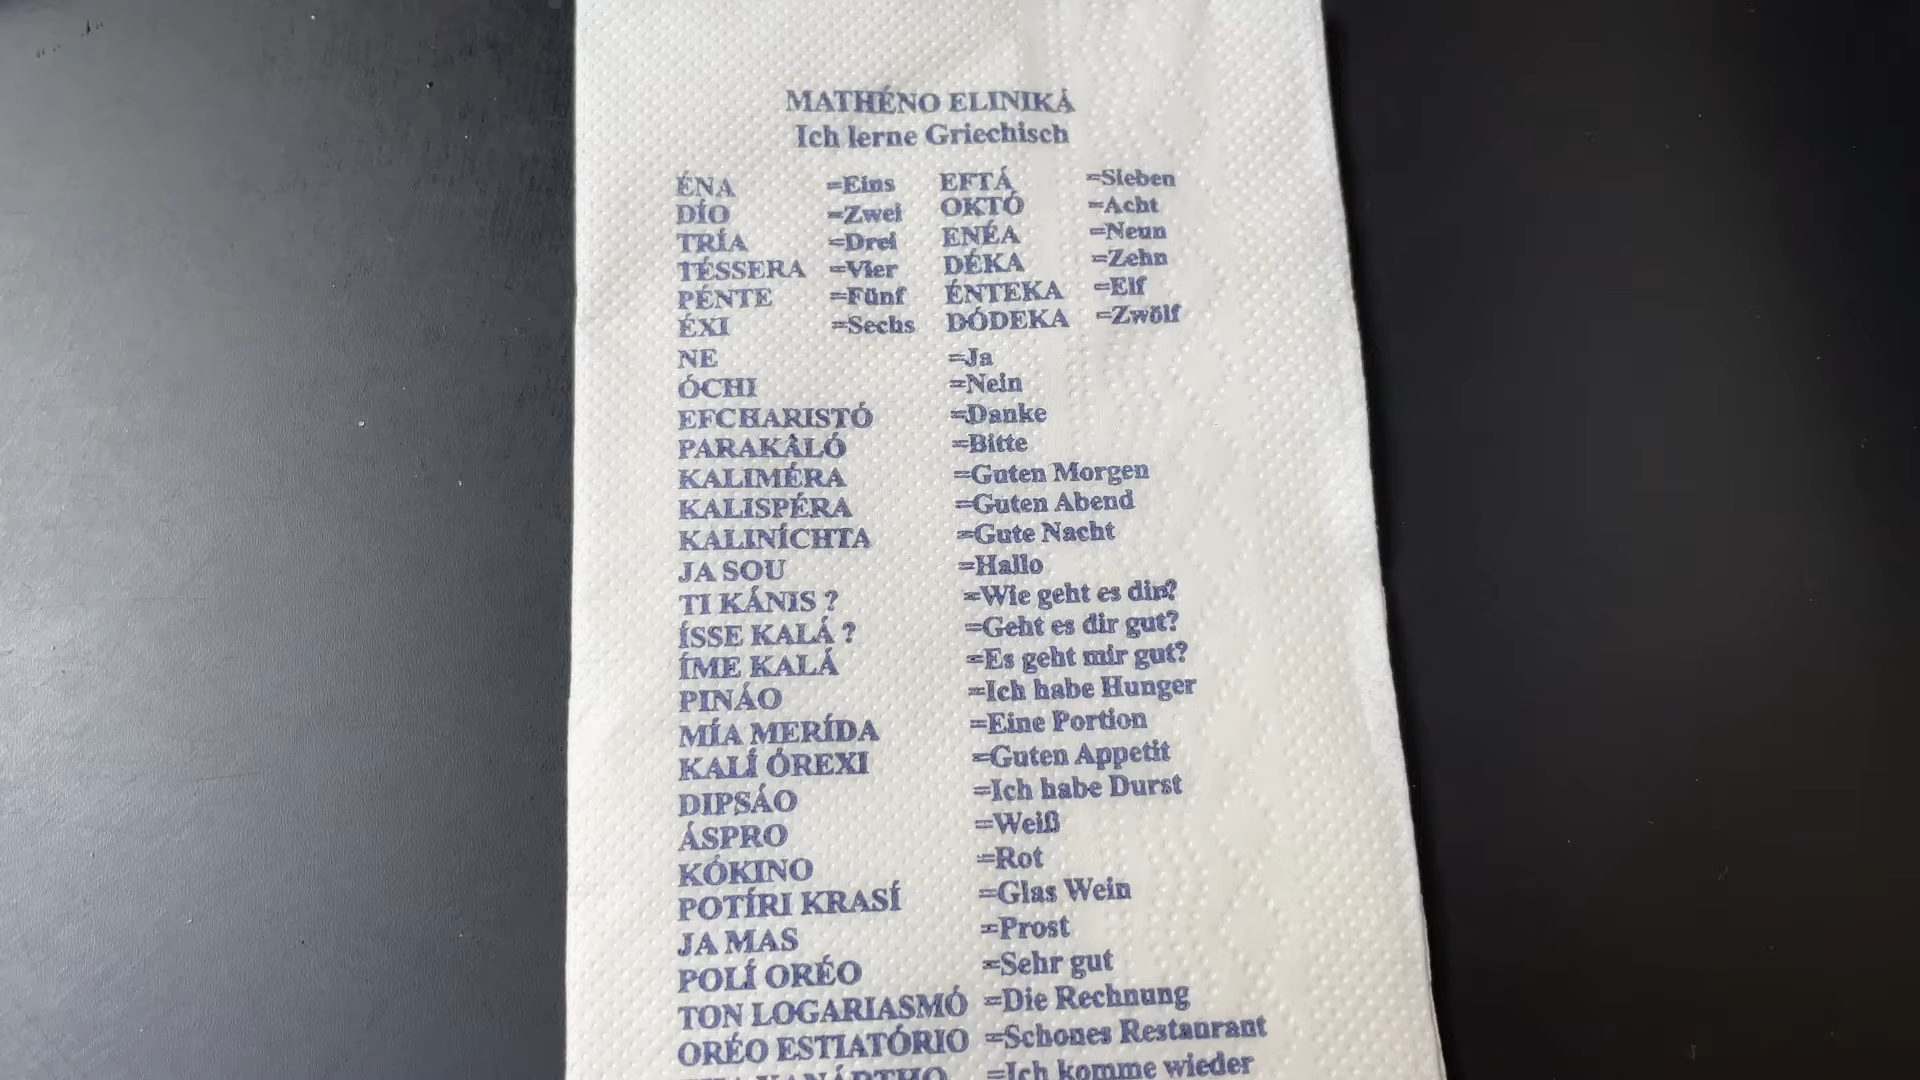 MATHÉNO ELINIKÁ
Ich lerne Griechisch
ÉNA =Eins EFTÁ =Sieben
DÍO =Zwei OKTÓ =Acht
TRÍA =Drei ENÉA =Neun
TÉSSERA =Vier DÉKA =Zehn
PÉNTE =Fünf ÉNTEKA =Elf
ÉXI =Sechs DÓDEKA =Zwölf
NE =Ja
ÓCHI =Nein
EFCHARISTÓ =Danke
PARAKÀLÓ =Bitte
KALIMÉRA =Guten Morgen
KALISPÉRA =Guten Abend
KALINÍCHTA =Gute Nacht
JA SOU =Hallo
TI KÁNIS ? =Wie geht es dir?
ÍSSE KALÁ ? =Geht es dir gut?
ÍME KALÁ =Es geht mir gut?
PINÁO =Ich habe Hunger
MÍA MERÍDA =Eine Portion
KALÍ ÓREXI =Guten Appetit
DIPSÁO =Ich habe Durst
ÁSPRO =Weiß
KÓKINO =Rot
POTÍRI KRASÍ =Glas Wein
JA MAS =Prost
POLÍ ORÉO =Sehr gut
TON LOGARIASMÓ =Die Rechnung
ORÉO ESTIATÓRIO =Schones Restaurant
=Ich komme wieder